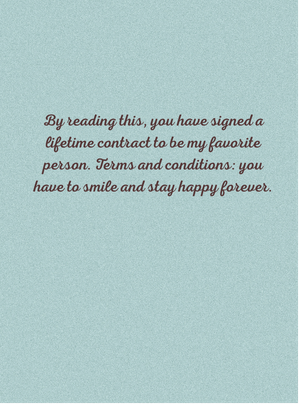 By reading this, you have signed a
lifetime contract to be my favorite
person. Terms and conditions: you
have to smile and stay happy forever.